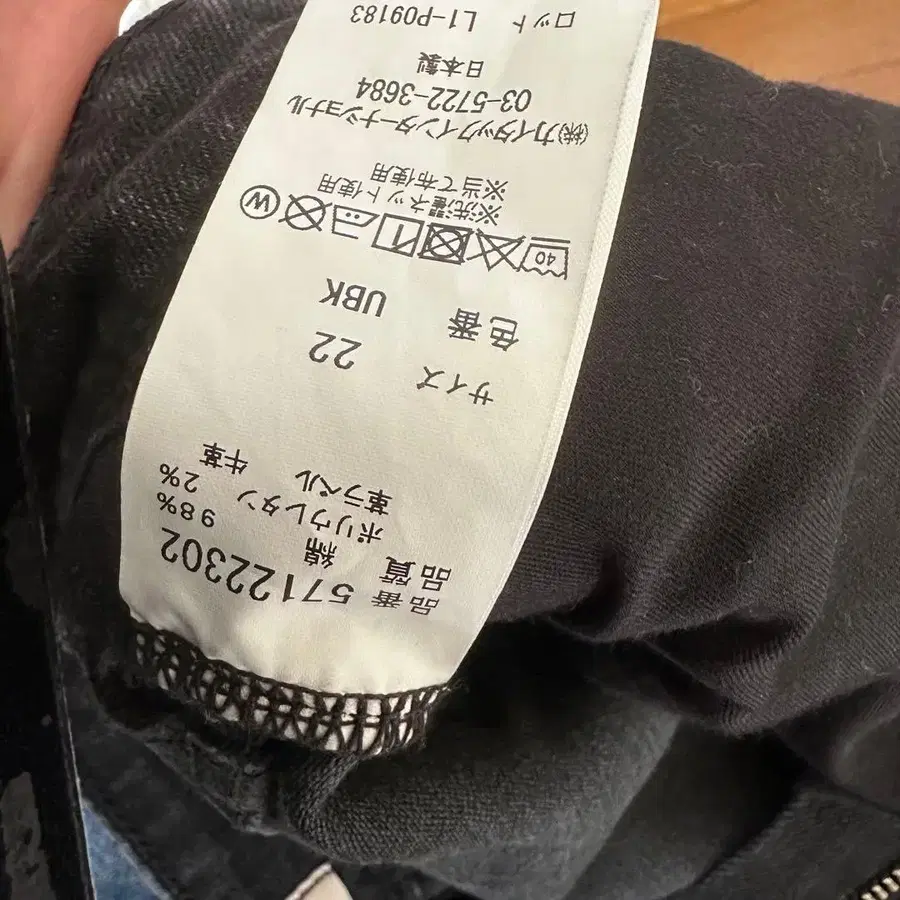 品番 57122302
品質
綿 98%
ポリウレタン 2%
革ラベル 牛革
サイズ 22
色番 UBK
40
W
※洗濯ネット使用
※当て布使用
㈱カイタックインターナショナル
03-5722-3684
日本製
ロット L1-P09183